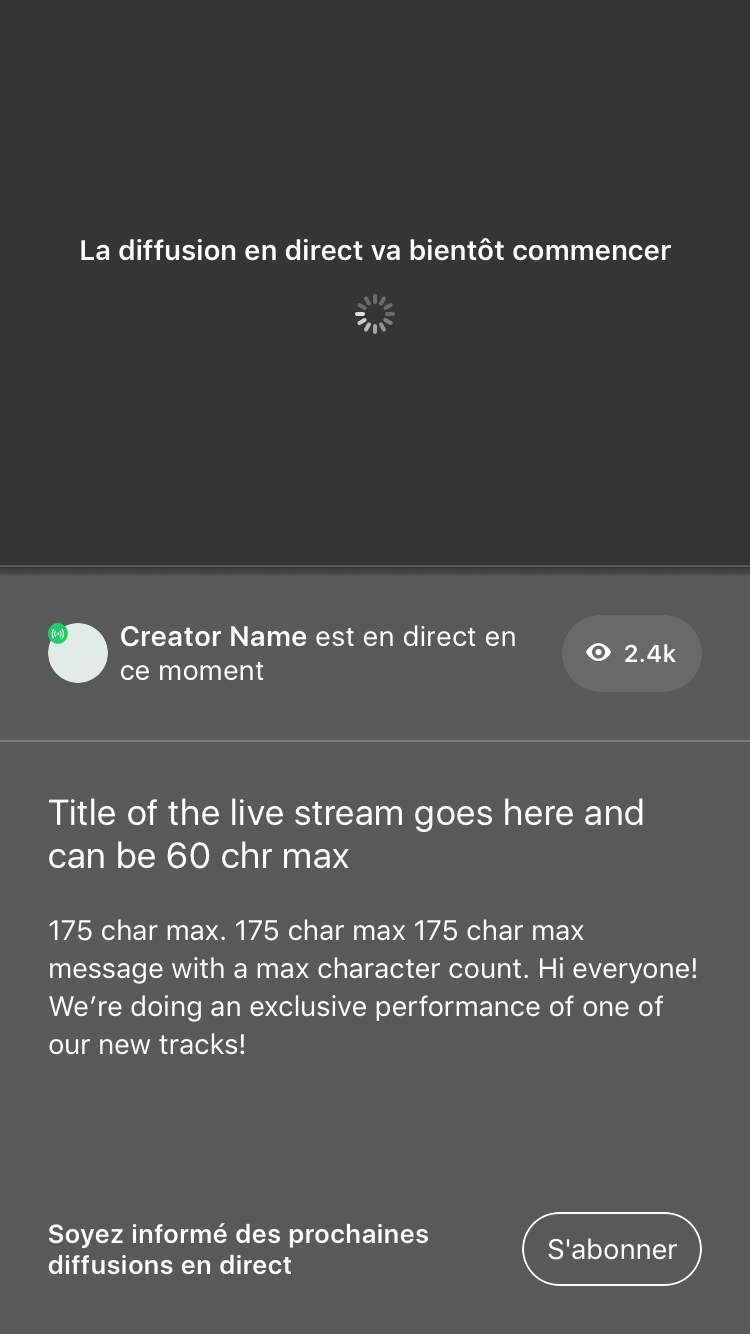 La diffusion en direct va bientôt commencer
Creator Name est en direct en
ce moment
2.4k
Title of the live stream goes here and
can be 60 chr max
175 char max. 175 char max 175 char max
message with a max character count. Hi everyone!
We’re doing an exclusive performance of one of
our new tracks!
Soyez informé des prochaines
diffusions en direct
S'abonner